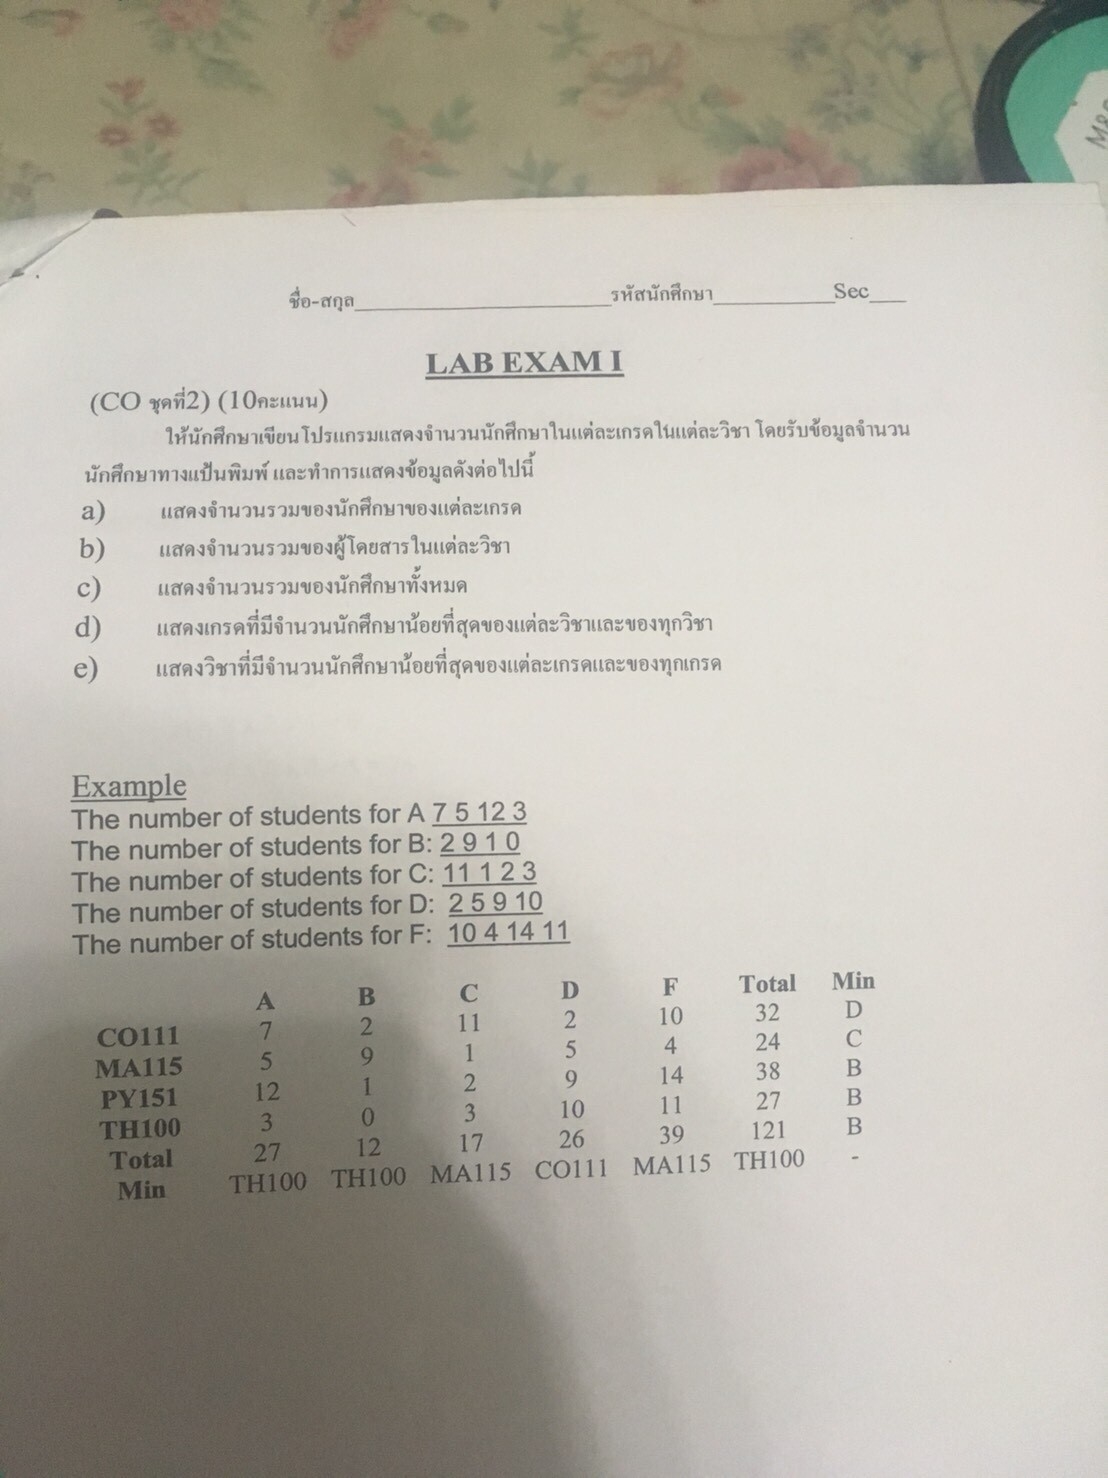 ชื่อ-สกุล____________________รหัสนักศึกษา__________Sec___
LAB EXAM I
(CO ชุดที่2) (10คะแนน)
ให้นักศึกษาเขียนโปรแกรมแสดงจำนวนนักศึกษาในแต่ละเกรดในแต่ละวิชา โดยรับข้อมูลจำนวน
นักศึกษาทางแป้นพิมพ์ และทำการแสดงข้อมูลดังต่อไปนี้
a) แสดงจำนวนรวมของนักศึกษาของแต่ละเกรด
b) แสดงจำนวนรวมของผู้โดยสารในแต่ละวิชา
c) แสดงจำนวนรวมของนักศึกษาทั้งหมด
d) แสดงเกรดที่มีจำนวนนักศึกษาน้อยที่สุดของแต่ละวิชาและของทุกวิชา
e) แสดงวิชาที่มีจำนวนนักศึกษาน้อยที่สุดของแต่ละเกรดและของทุกเกรด
Example
The number of students for A 7 5 12 3
The number of students for B: 2 9 1 0
The number of students for C: 11 1 2 3
The number of students for D: 2 5 9 10
The number of students for F: 10 4 14 11
A B C D F Total Min
CO111 7 2 11 2 10 32 D
MA115 5 9 1 5 4 24 C
PY151 12 1 2 9 14 38 B
TH100 3 0 3 10 11 27 B
Total 27 12 17 26 39 121 B
Min TH100 TH100 MA115 CO111 MA115 TH100 -